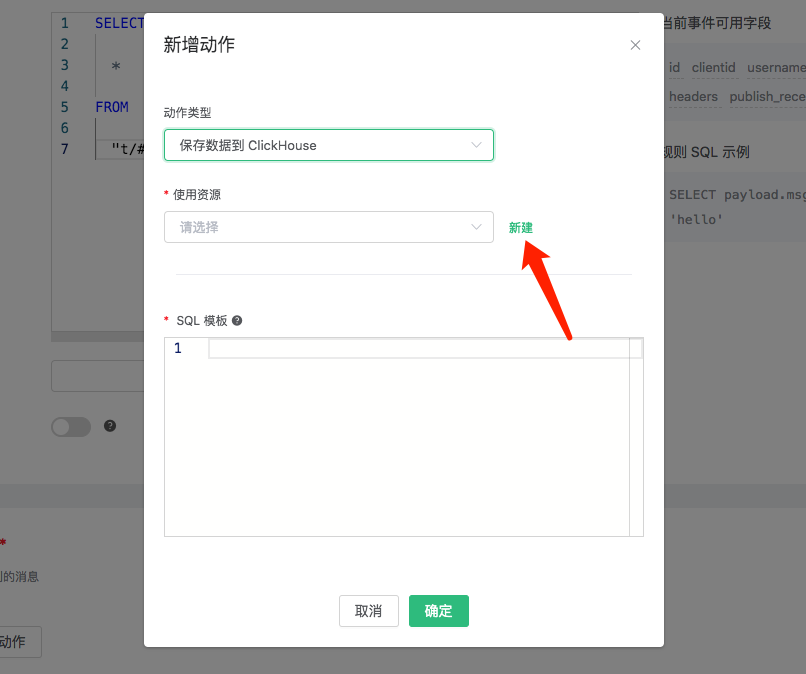 1 SELECT
2
3 *
4
5 FROM
6
7 "t/#
新增动作
动作类型
保存数据到 ClickHouse
* 使用资源
请选择
新建
* SQL 模板
1
取消
确定
当前事件可用字段
id clientid username
headers publish_rece
规则 SQL 示例
SELECT payload.msg
'hello'
*
的消息
动作